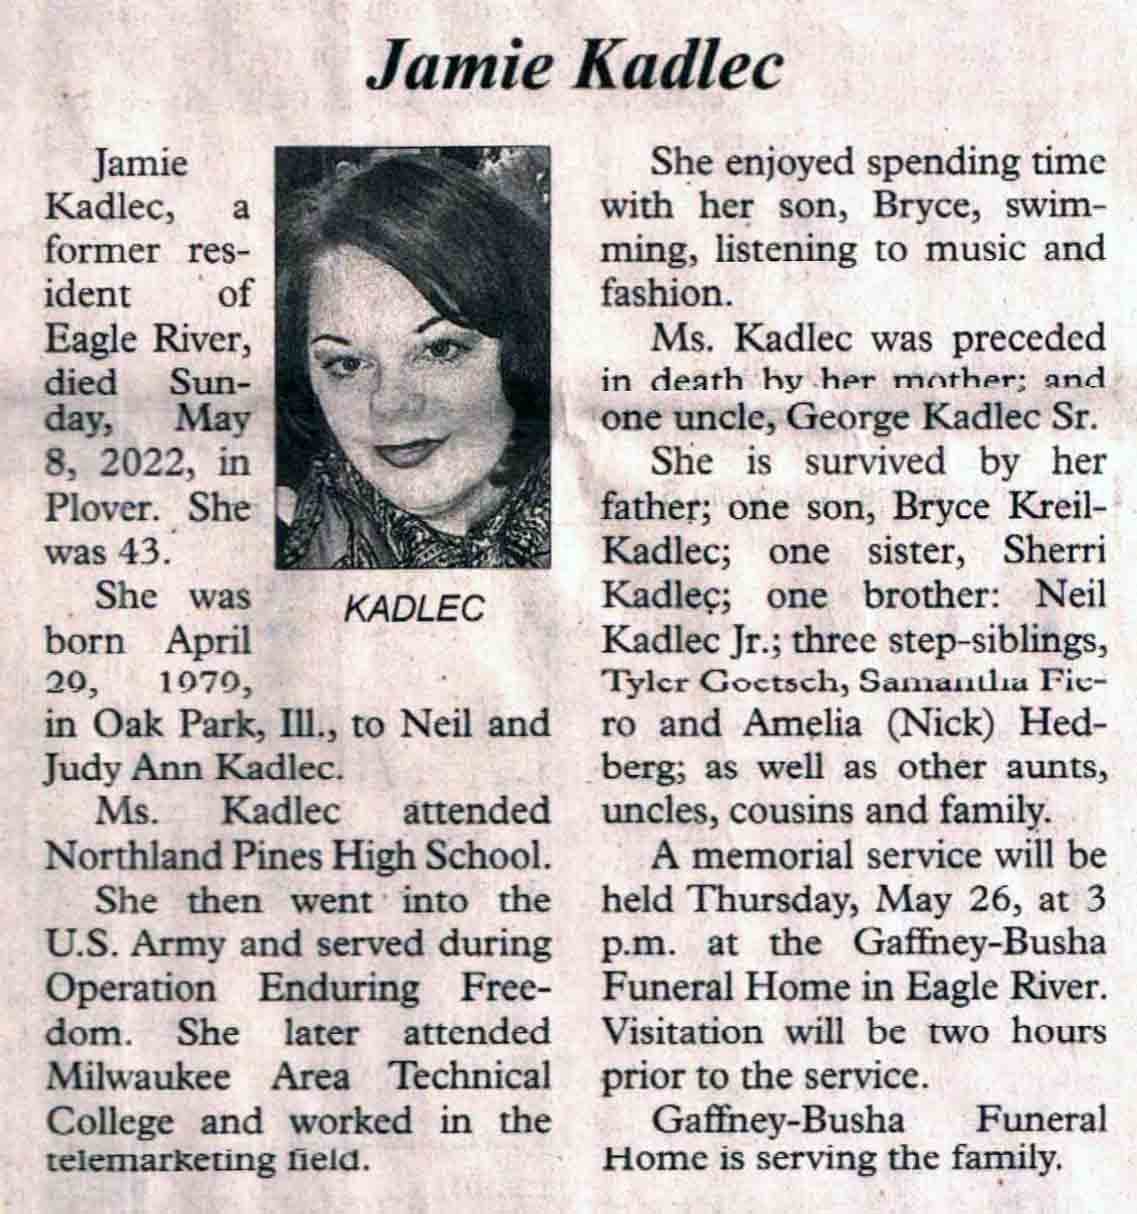 Jamie Kadlec
Jamie
Kadlec, a
former res-
ident of
Eagle River,
died Sun-
day, May
8, 2022, in
Plover. She
was 43.
She was
born April
29, 1979,
in Oak Park, Ill., to Neil and
Judy Ann Kadlec.
Ms. Kadlec attended
Northland Pines High School.
She then went into the
U.S. Army and served during
Operation Enduring Free-
dom. She later attended
Milwaukee Area Technical
College and worked in the
telemarketing field.
KADLEC
She enjoyed spending time
with her son, Bryce, swim-
ming, listening to music and
fashion.
Ms. Kadlec was preceded
in death by her mother; and
one uncle, George Kadlec Sr.
She is survived by her
father; one son, Bryce Kreil-
Kadlec; one sister, Sherri
Kadlec; one brother: Neil
Kadlec Jr.; three step-siblings,
Tyler Goetsch, Samantha Fie-
ro and Amelia (Nick) Hed-
berg; as well as other aunts,
uncles, cousins and family.
A memorial service will be
held Thursday, May 26, at 3
p.m. at the Gaffney-Busha
Funeral Home in Eagle River.
Visitation will be two hours
prior to the service.
Gaffney-Busha Funeral
Home is serving the family.